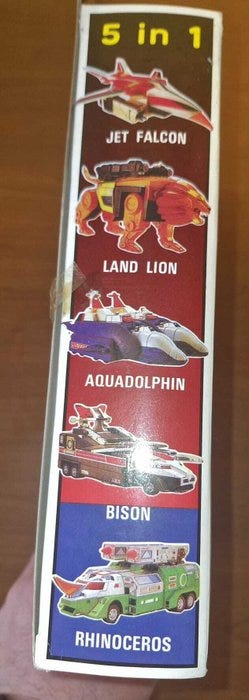 5 in 1
JET FALCON
LAND LION
AQUADOLPHIN
BISON
RHINOCEROS